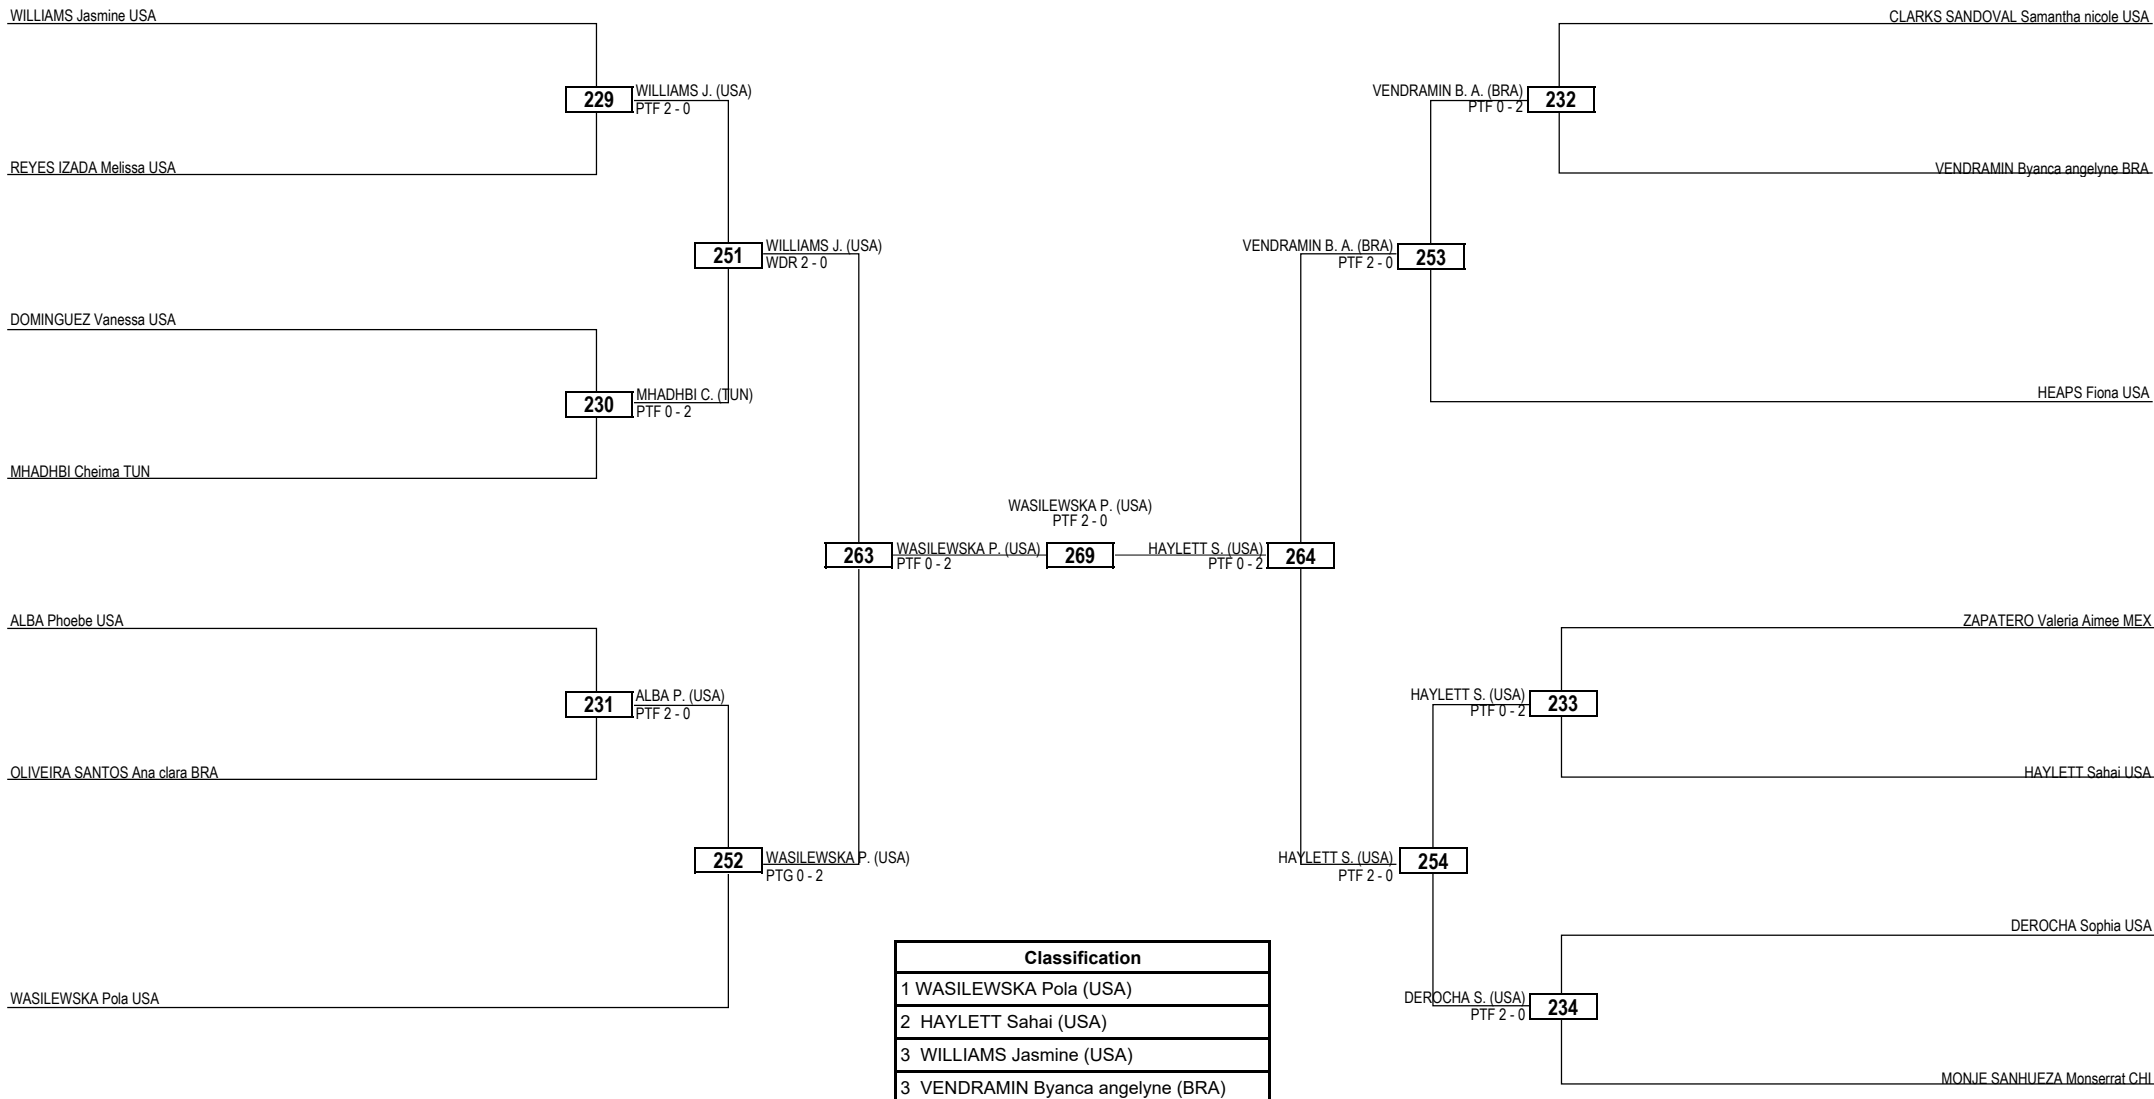 WILLIAMS Jasmine USA
229
WILLIAMS J. (USA)
PTF 2 - 0
REYES IZADA Melissa USA
251
WILLIAMS J. (USA)
WDR 2 - 0
DOMINGUEZ Vanessa USA
230
MHADHBI C. (TUN)
PTF 0 - 2
MHADHBI Cheima TUN
263
WASILEWSKA P. (USA)
PTF 0 - 2
ALBA Phoebe USA
231
ALBA P. (USA)
PTF 2 - 0
OLIVEIRA SANTOS Ana clara BRA
252
WASILEWSKA P. (USA)
PTG 0 - 2
WASILEWSKA Pola USA
WASILEWSKA P. (USA)
PTF 2 - 0
269
CLARKS SANDOVAL Samantha nicole USA
VENDRAMIN B. A. (BRA)
PTF 0 - 2
232
VENDRAMIN Byanca angelyne BRA
VENDRAMIN B. A. (BRA)
PTF 2 - 0
253
HEAPS Fiona USA
HAYLETT S. (USA)
PTF 0 - 2
264
ZAPATERO Valeria Aimee MEX
HAYLETT S. (USA)
PTF 0 - 2
233
HAYLETT Sahai USA
HAYLETT S. (USA)
PTF 2 - 0
254
DEROCHA Sophia USA
DEROCHA S. (USA)
PTF 2 - 0
234
MONJE SANHUEZA Monserrat CHI
Classification
1 WASILEWSKA Pola (USA)
2 HAYLETT Sahai (USA)
3 WILLIAMS Jasmine (USA)
3 VENDRAMIN Byanca angelyne (BRA)